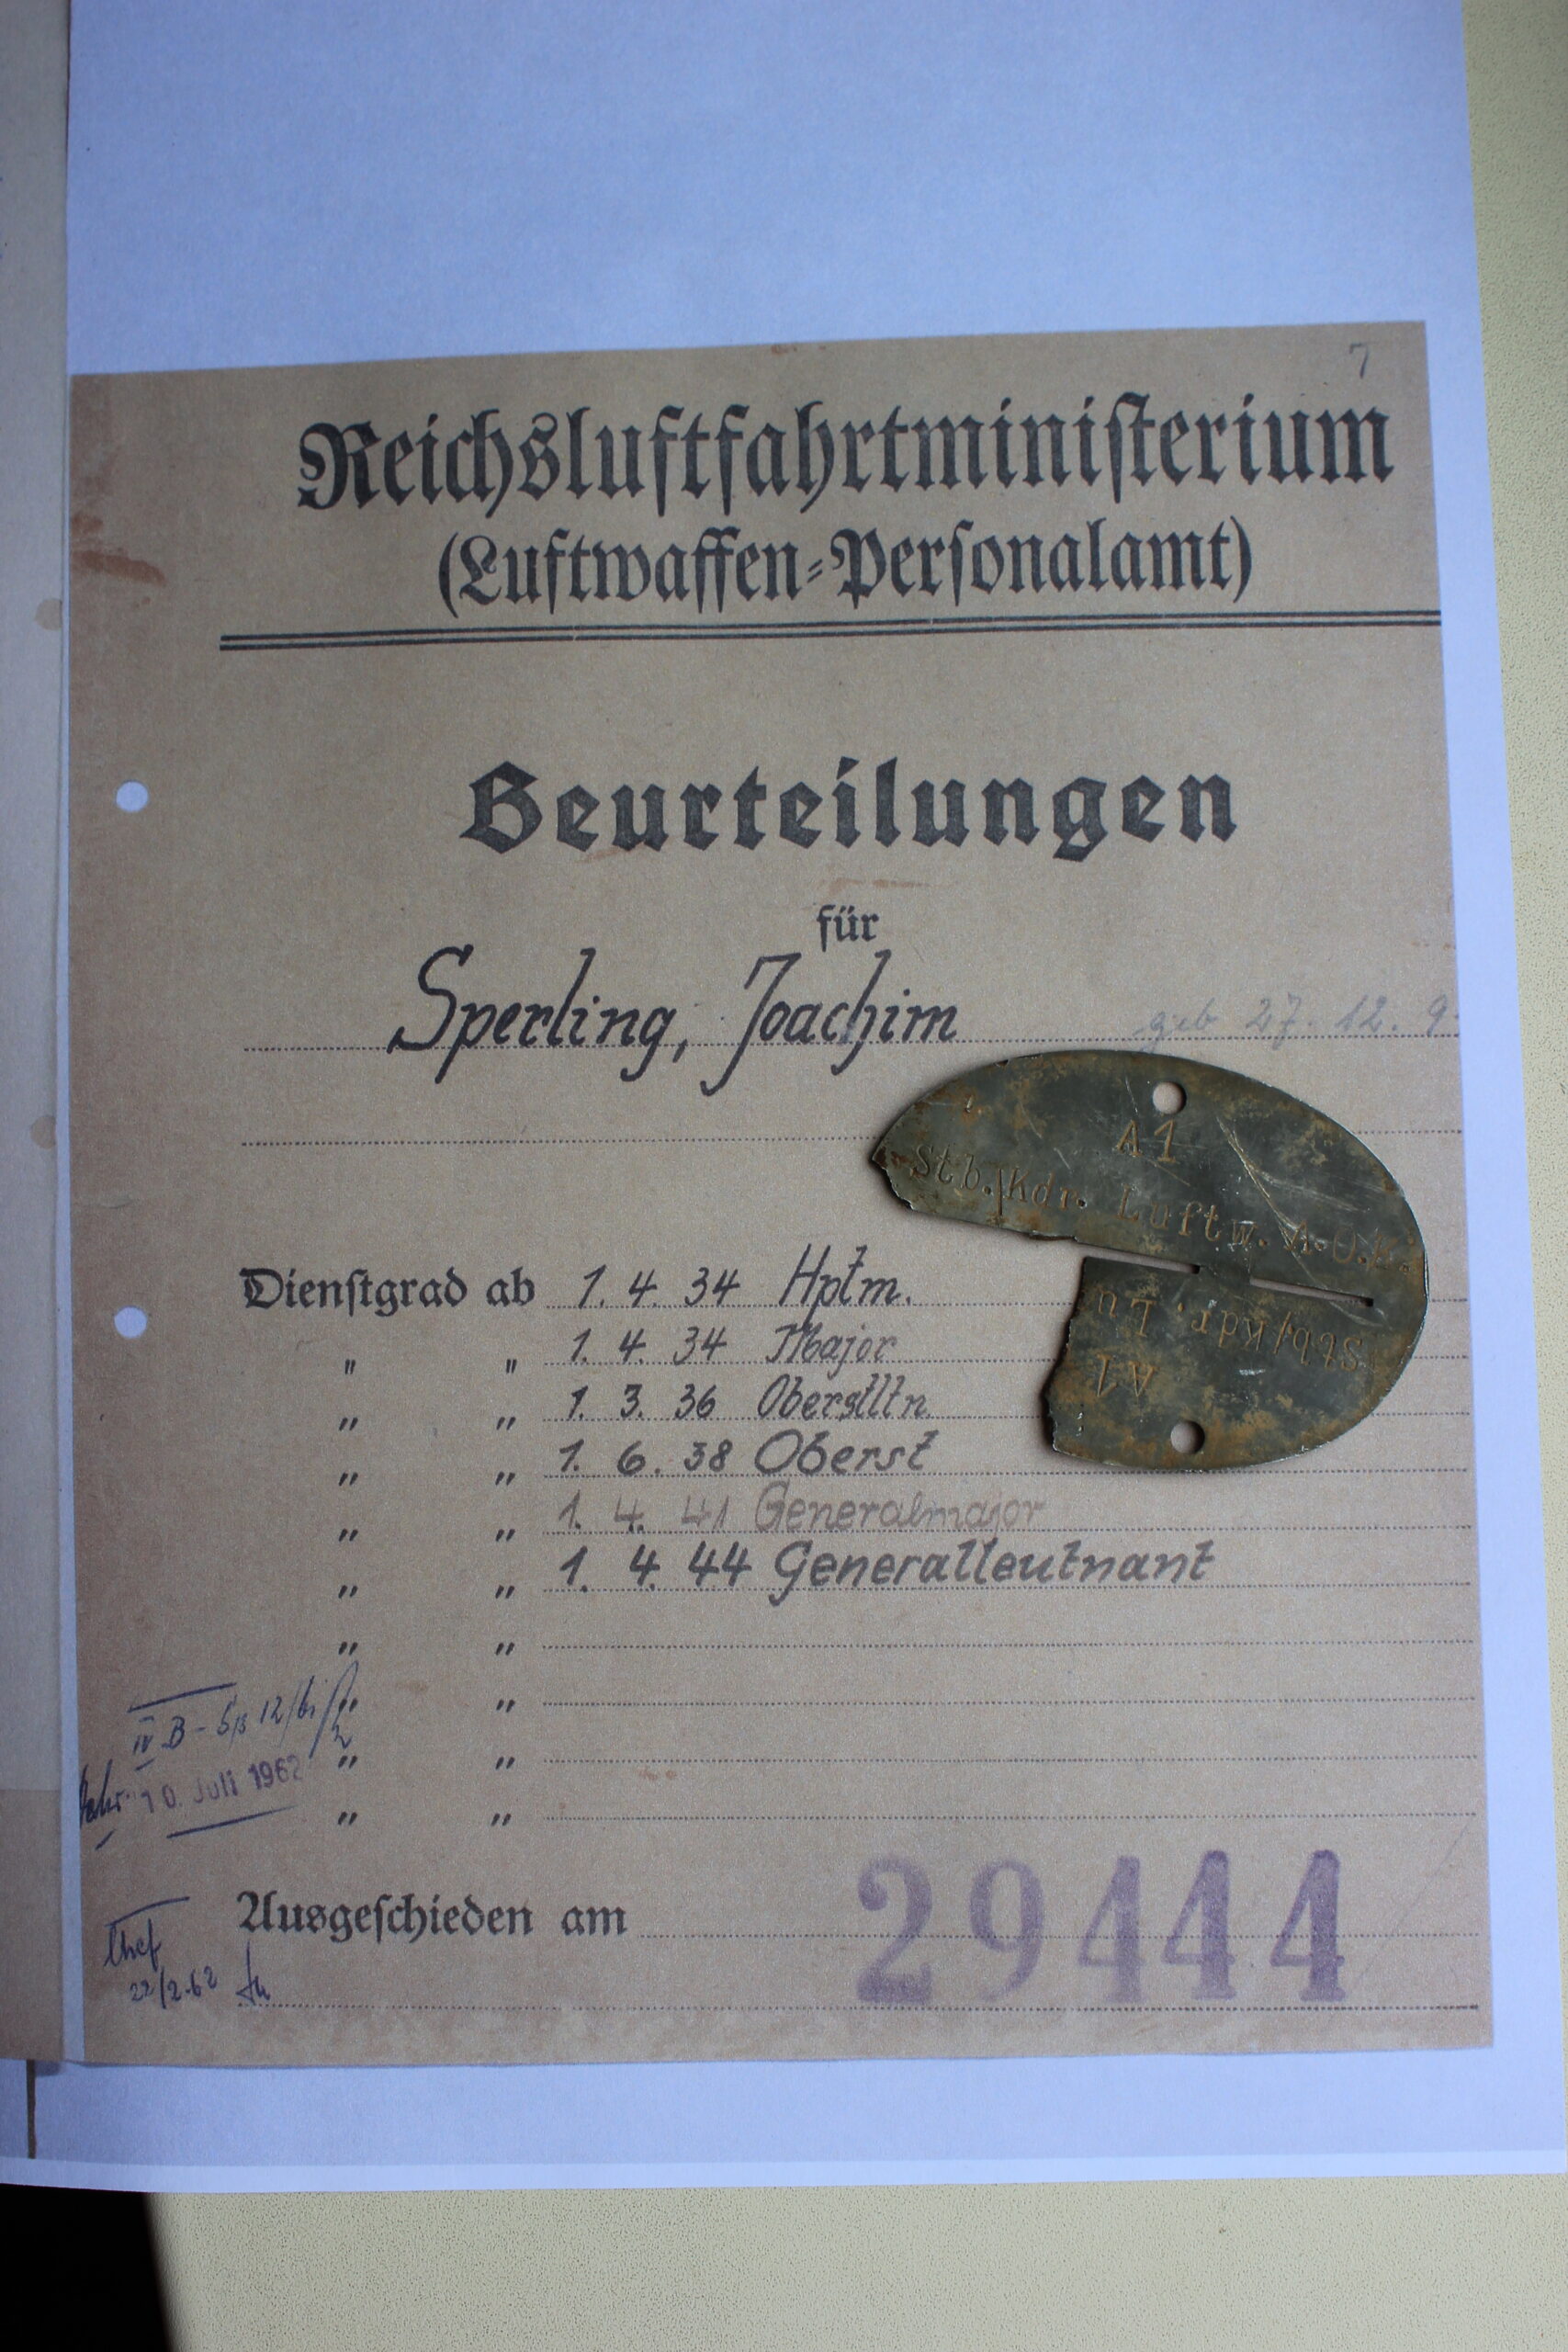 7
Reichsluftfahrtministerium
(Luftwaffen-Personalamt)
Beurteilungen
für
Sperling, Joachim geb 27. 12. 9
A1
Stb./Kdr. Luftw. A.O.K.
Stb/Kdr. Lu
A1
Dienstgrad ab 1. 4. 34 Hptm.
" " 1. 4. 34 Major
" " 1. 3. 36 Oberstltn.
" " 1. 6. 38 Oberst
" " 1. 4. 41 Generalmajor
" " 1. 4. 44 Generalleutnant
" "
" "
IV B
" "
10. Juli 1962
" "
Ausgeschieden am
29444
Chef
22/2.62